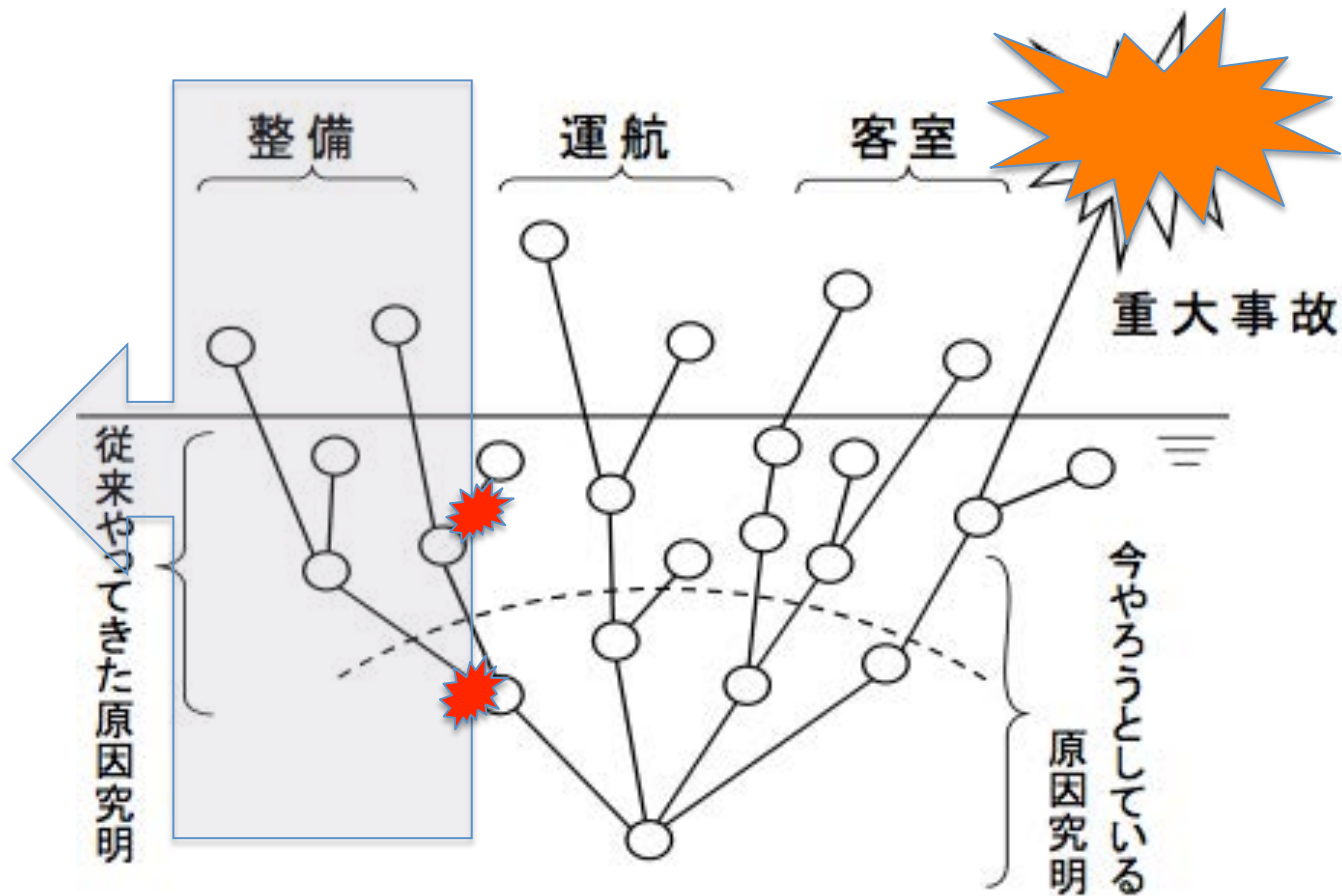 整備
運航
客室
重大事故
従来やってきた原因究明
今やろうとしている
原因究明